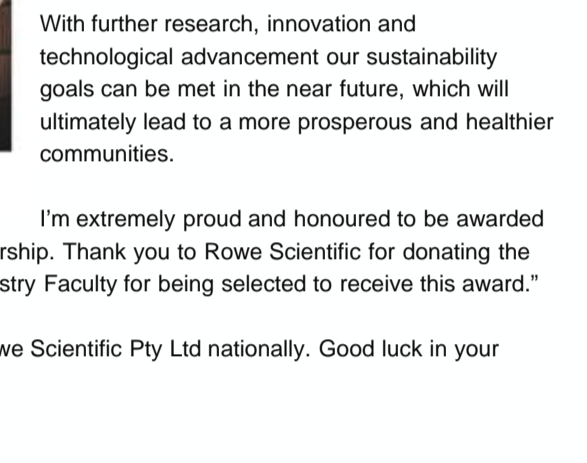 With further research, innovation and
technological advancement our sustainability
goals can be met in the near future, which will
ultimately lead to a more prosperous and healthier
communities.
I'm extremely proud and honoured to be awarded
rship. Thank you to Rowe Scientific for donating the
stry Faculty for being selected to receive this award.”
we Scientific Pty Ltd nationally. Good luck in your